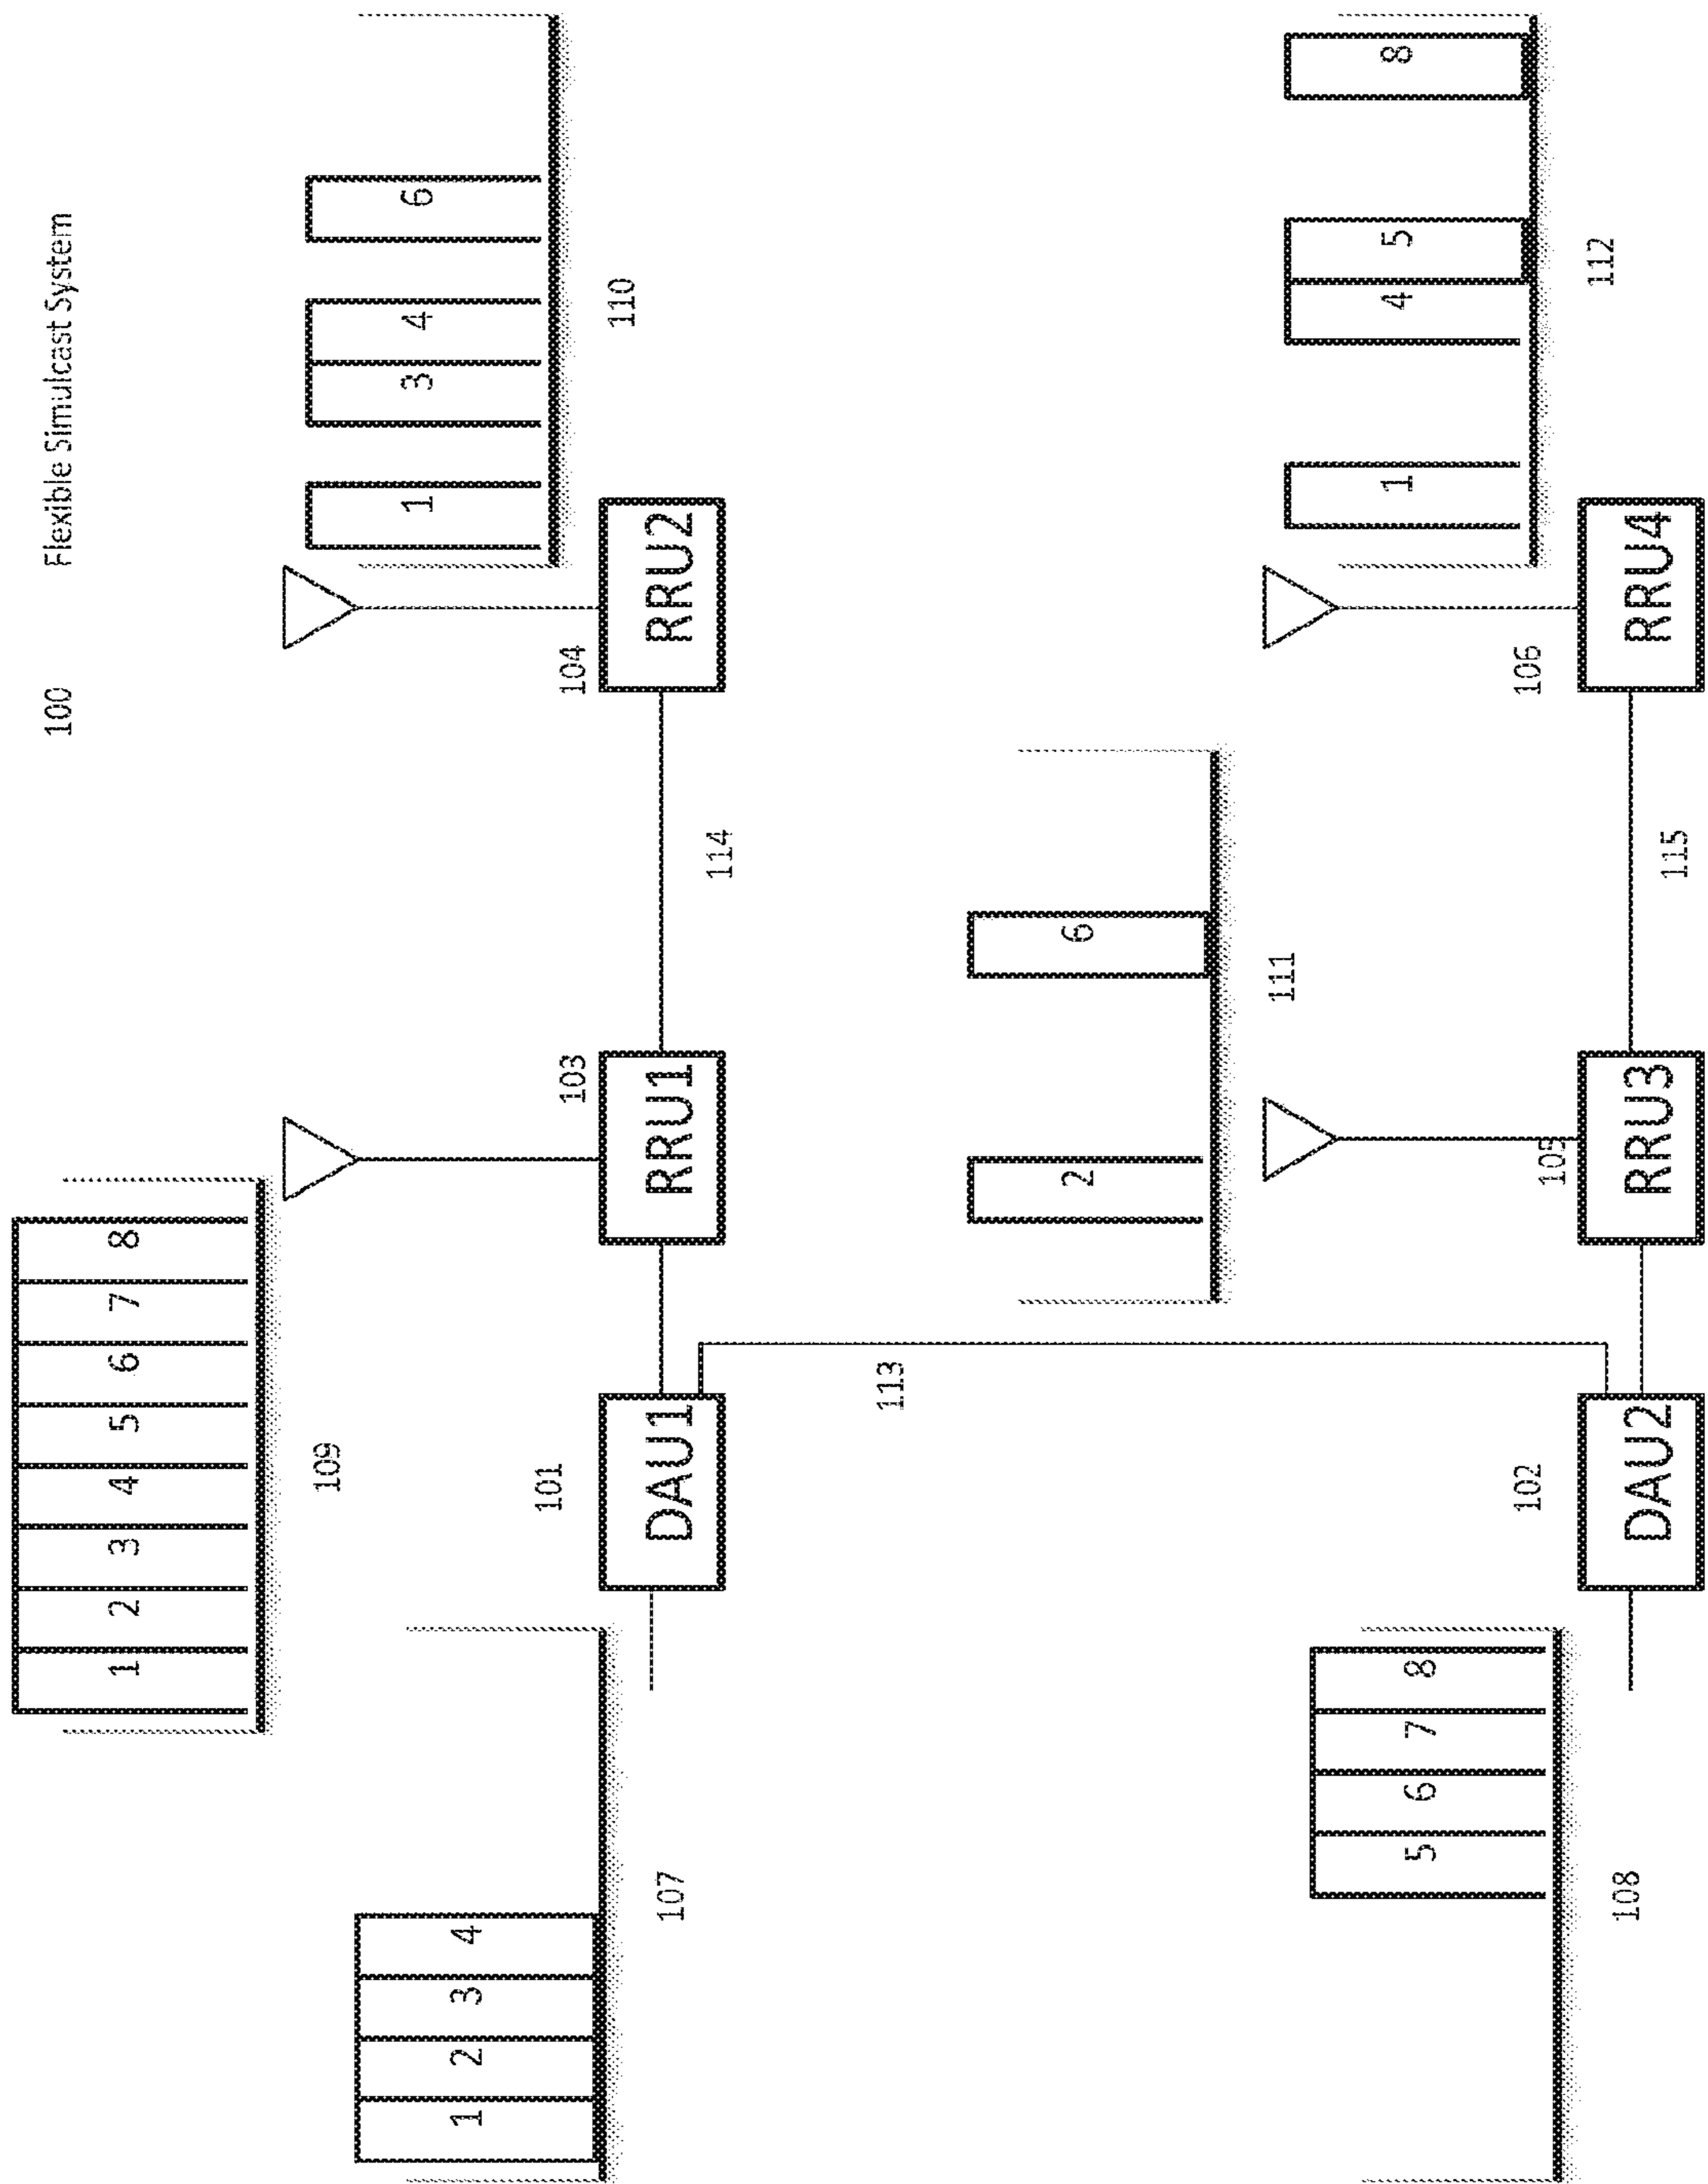 100 Flexible Simulcast System
1 2 3 4 5 6 7 8
109
1 2 3 4
107
1 3 4 6
110
101
DAU1
103
RRU1
104
RRU2
114
113
2 6
111
5 6 7 8
108
1 4 5 8
112
102
DAU2
105
RRU3
106
RRU4
115